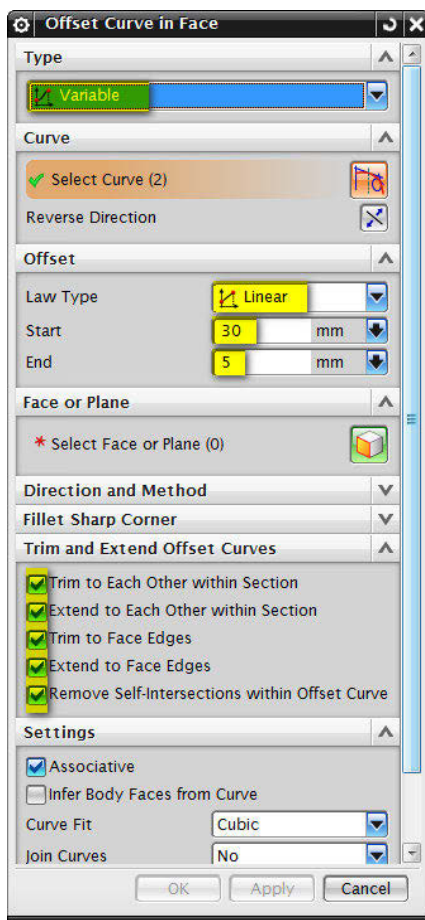 Offset Curve in Face
Type
Variable
Curve
Select Curve (2)
Reverse Direction
Offset
Law Type Linear
Start 30 mm
End 5 mm
Face or Plane
* Select Face or Plane (0)
Direction and Method
Fillet Sharp Corner
Trim and Extend Offset Curves
Trim to Each Other within Section
Extend to Each Other within Section
Trim to Face Edges
Extend to Face Edges
Remove Self-Intersections within Offset Curve
Settings
Associative
Infer Body Faces from Curve
Curve Fit Cubic
Join Curves No
OK Apply Cancel